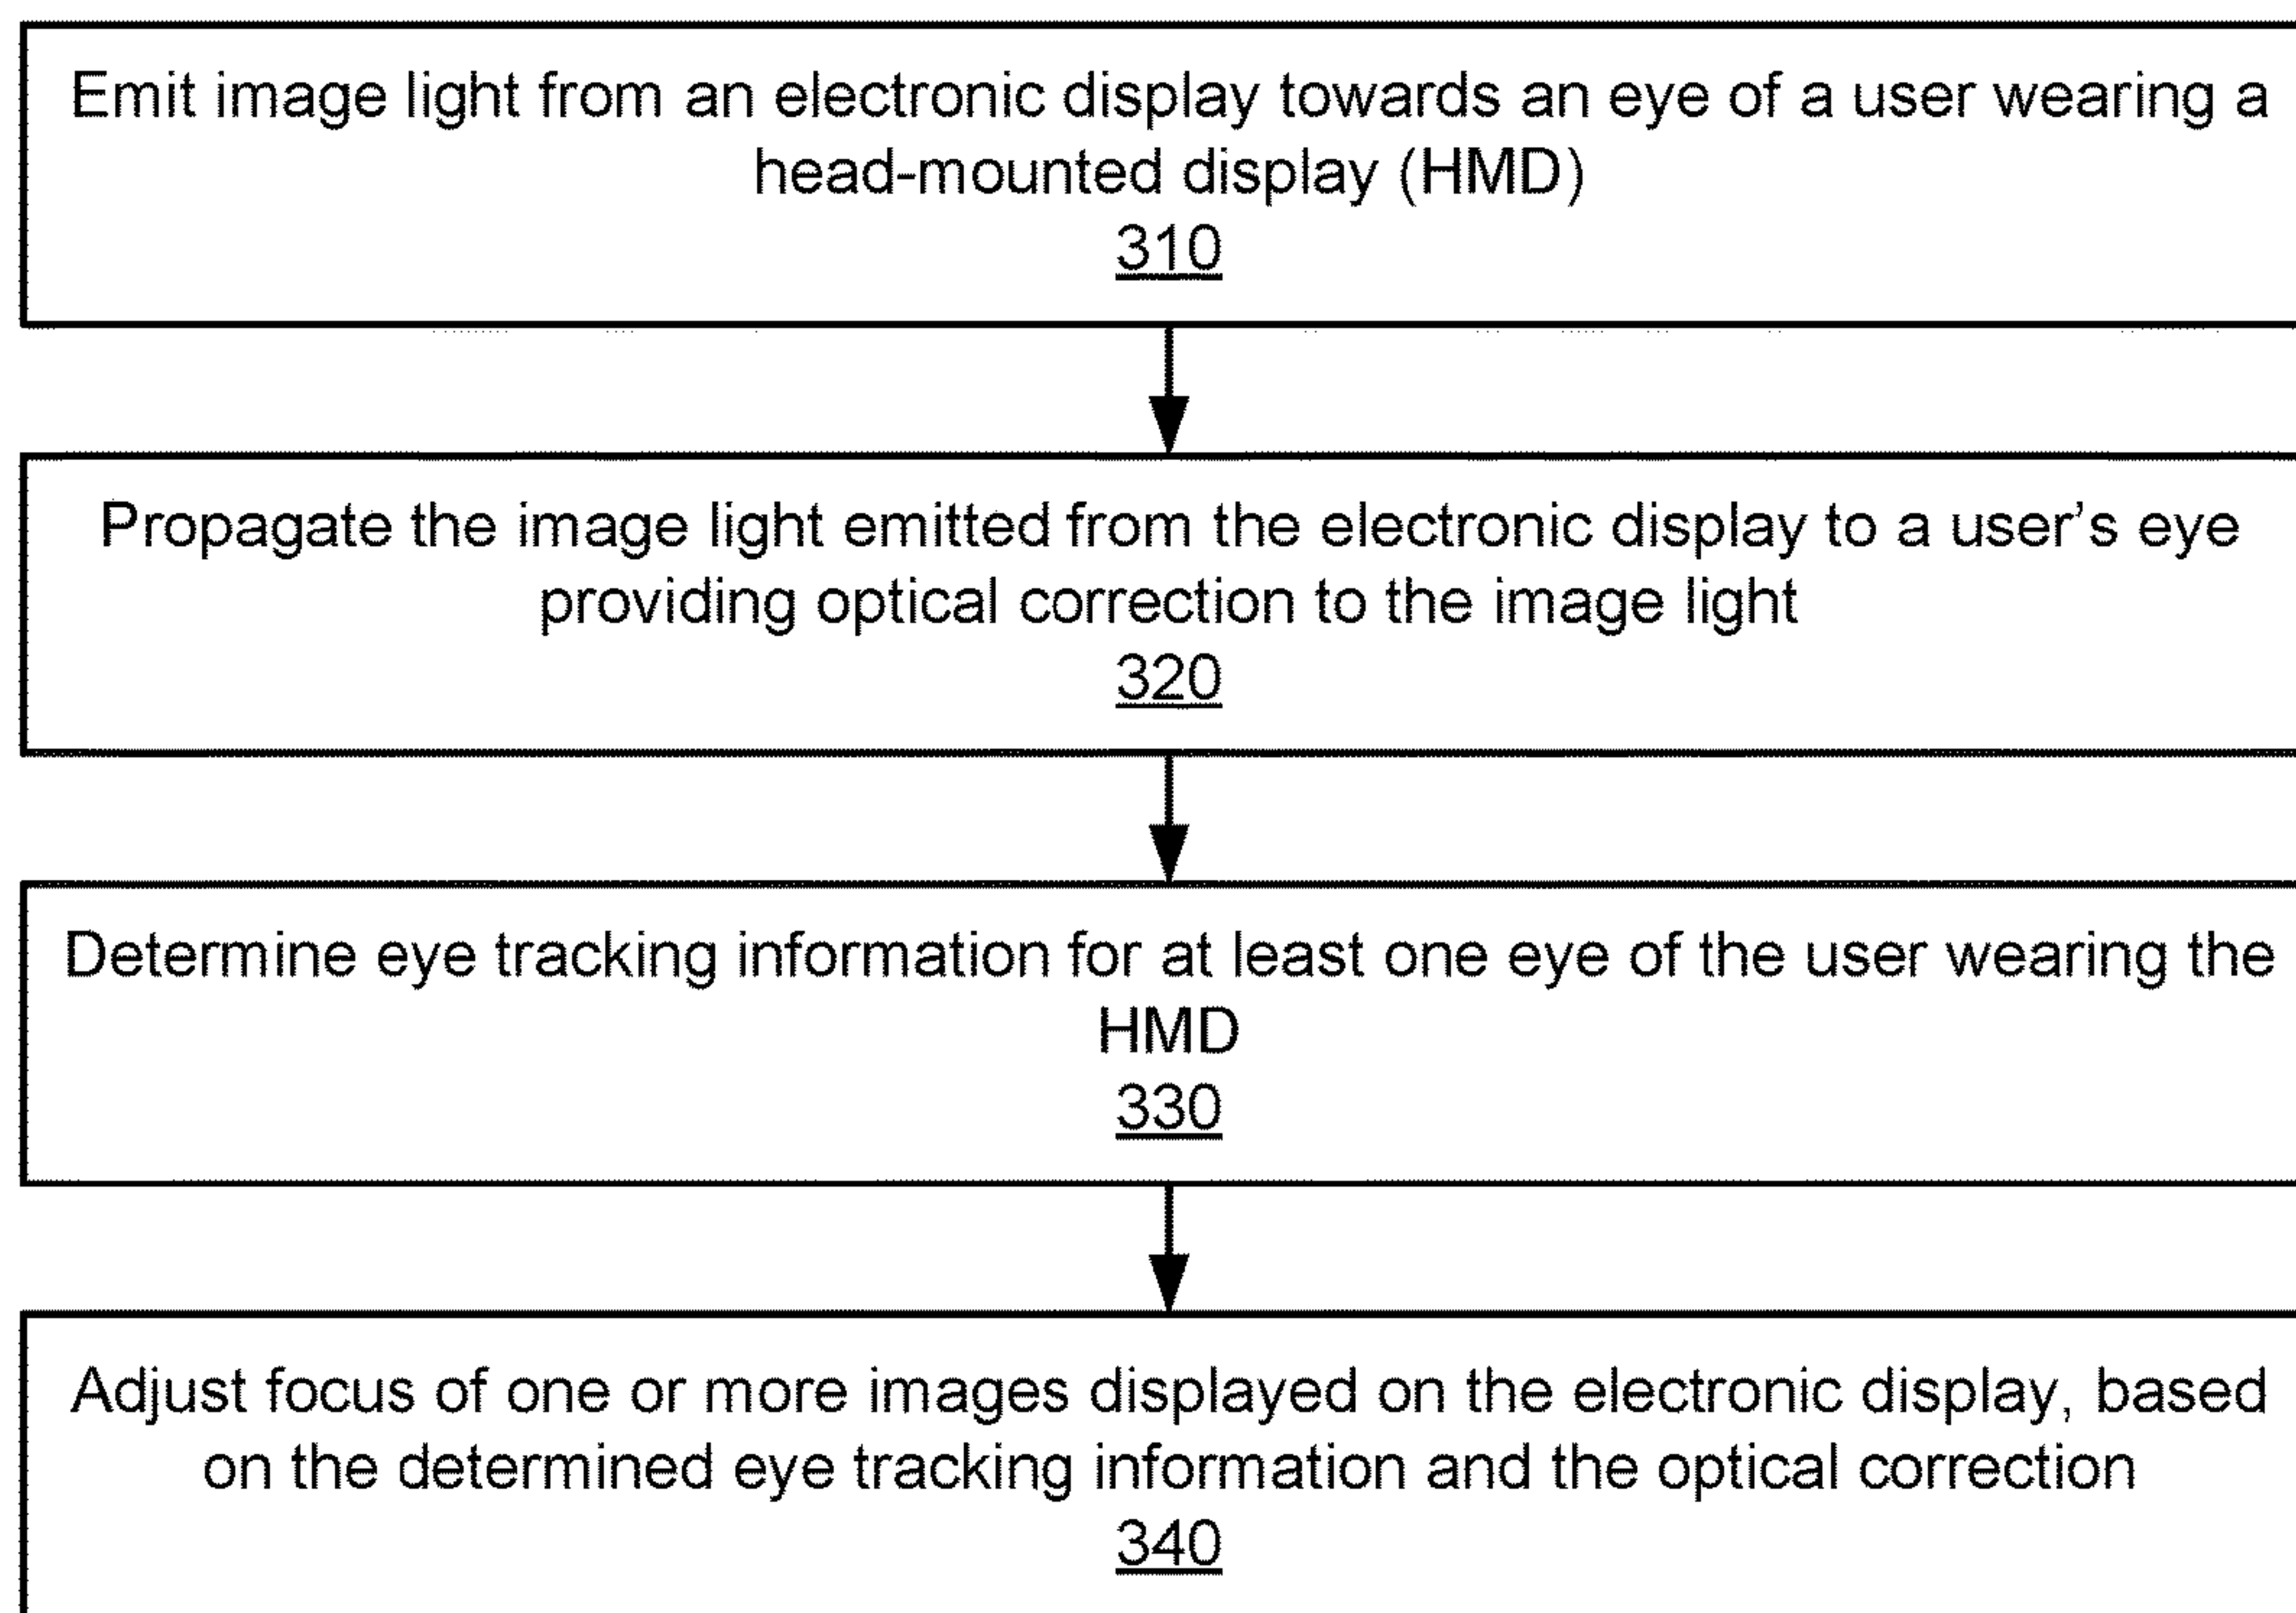 Emit image light from an electronic display towards an eye of a user wearing a
head-mounted display (HMD)
310
Propagate the image light emitted from the electronic display to a user's eye
providing optical correction to the image light
320
Determine eye tracking information for at least one eye of the user wearing the
HMD
330
Adjust focus of one or more images displayed on the electronic display, based
on the determined eye tracking information and the optical correction
340